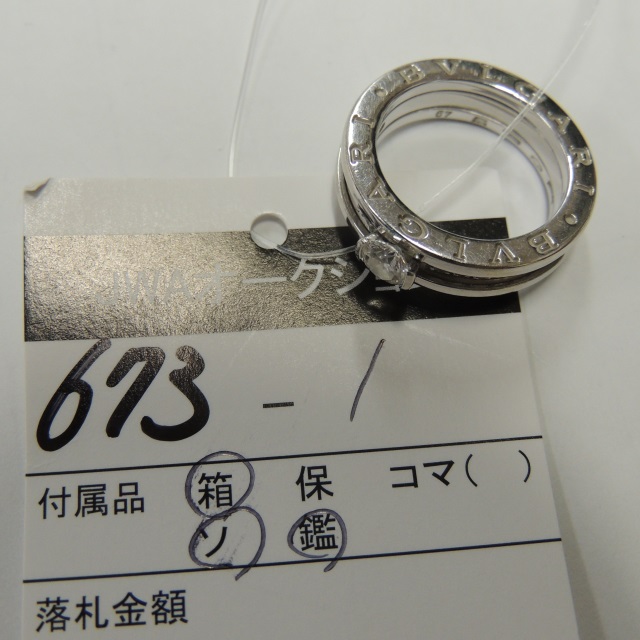 BVLGARI • BVLGARI
JWAオークション
673 - 1
付属品 箱 保 コマ( )
ソ 鑑
落札金額